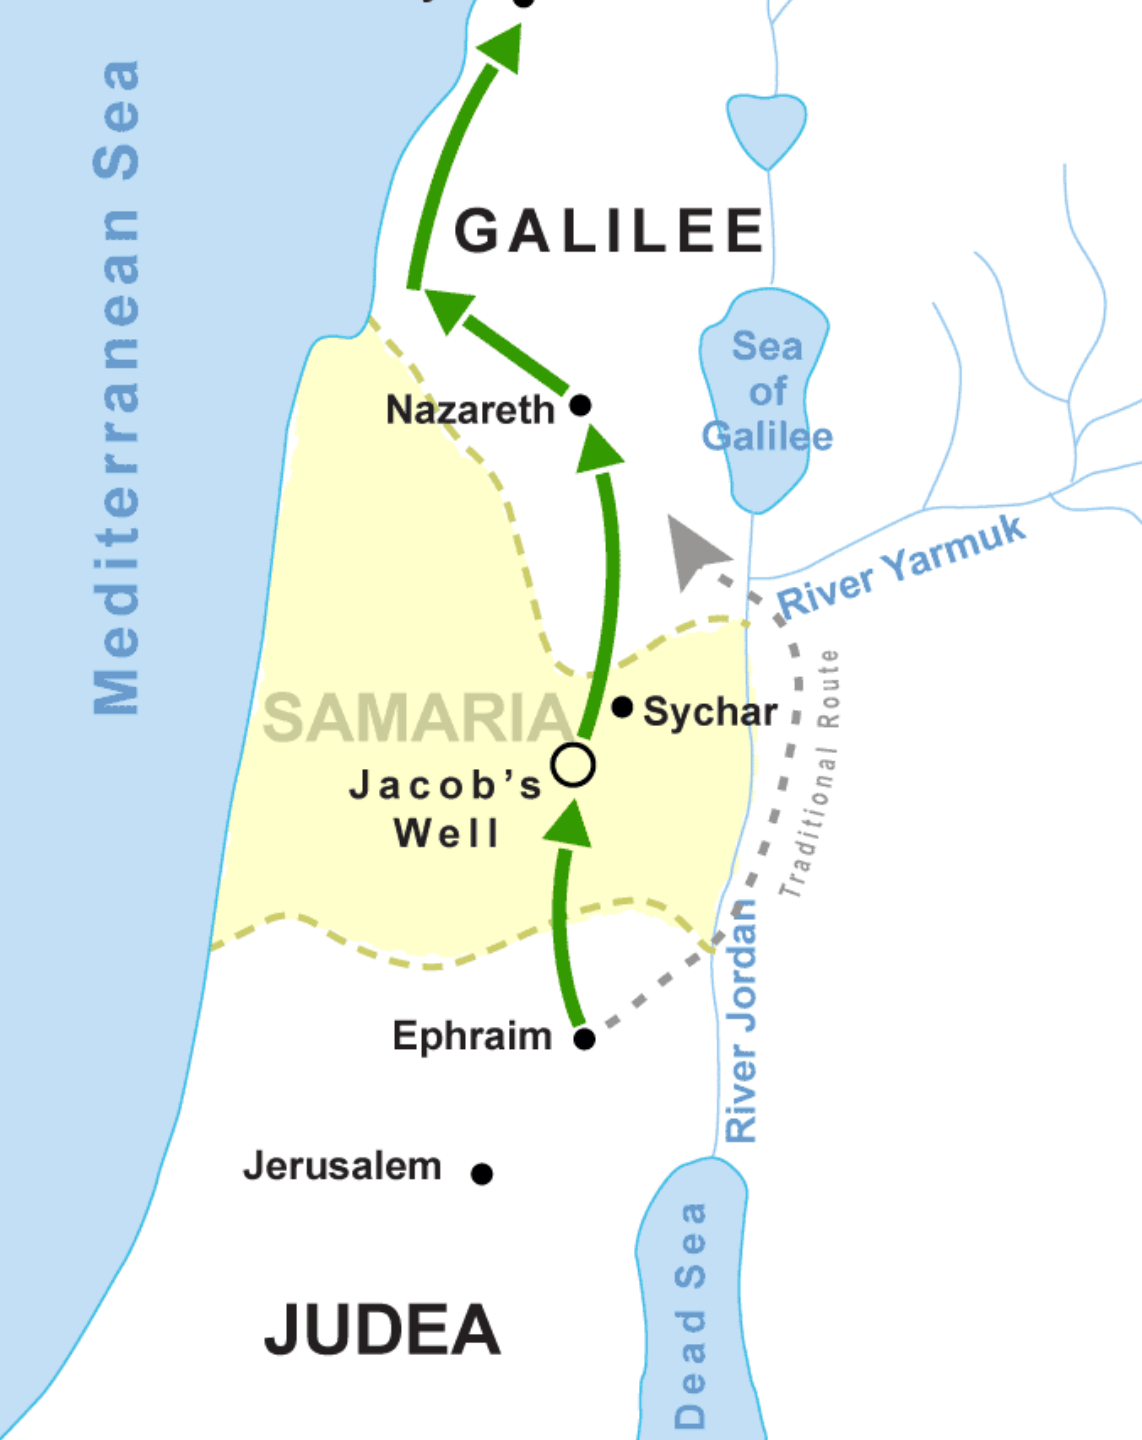 Mediterranean Sea
GALILEE
Sea
of
Galilee
Nazareth
River Yarmuk
SAMARIA
Sychar
Traditional Route
Jacob’s
Well
River Jordan
Ephraim
Jerusalem
Dead Sea
JUDEA